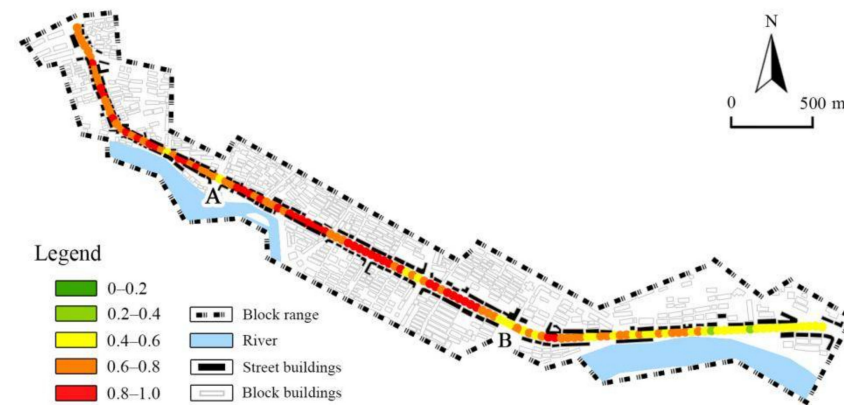 N
0 500 m
A
B
Legend
0–0.2
0.2–0.4
0.4–0.6
0.6–0.8
0.8–1.0
Block range
River
Street buildings
Block buildings